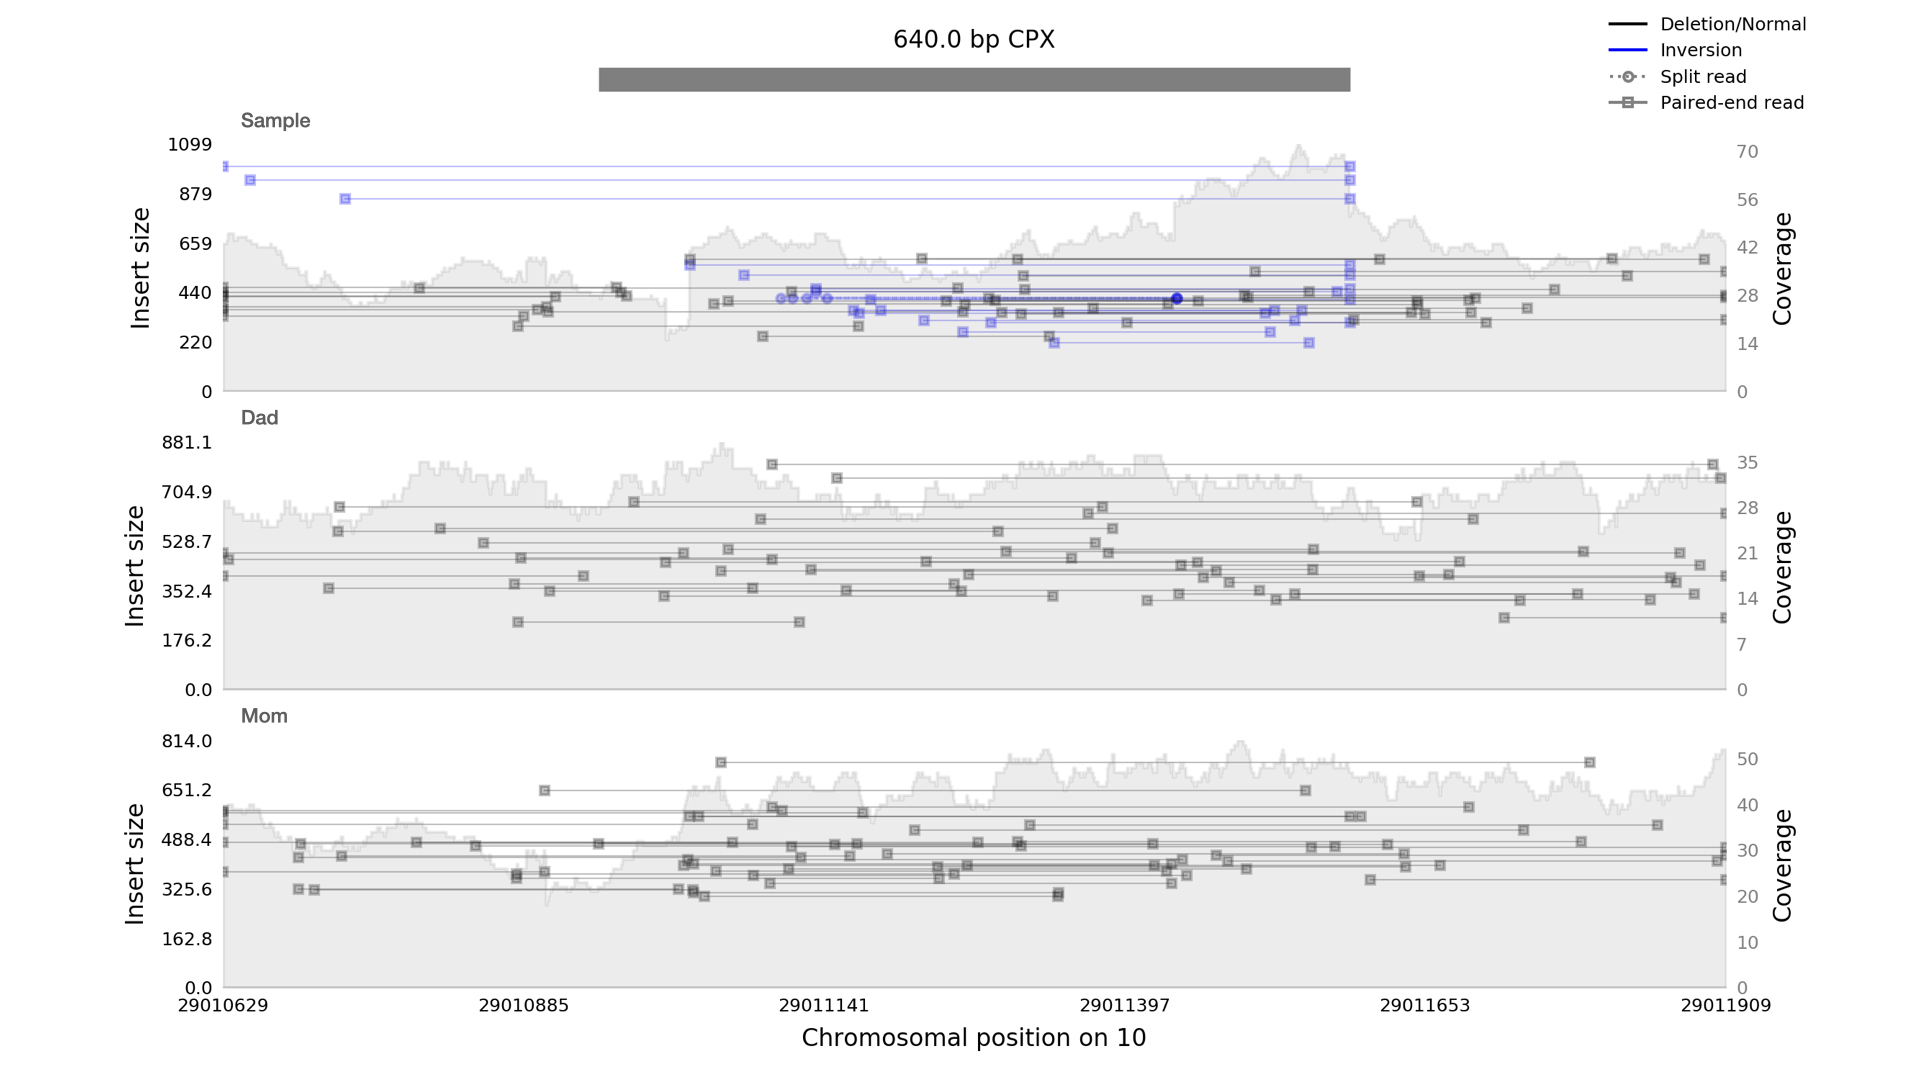 640.0 bp CPX
Deletion/Normal
Inversion
Split read
Paired-end read
Sample
1099
879
659
440
220
0
Insert size
70
56
42
28
14
0
Coverage
Dad
881.1
704.9
528.7
352.4
176.2
0.0
Insert size
35
28
21
14
7
0
Coverage
Mom
814.0
651.2
488.4
325.6
162.8
0.0
Insert size
50
40
30
20
10
0
Coverage
29010629 29010885 29011141 29011397 29011653 29011909
Chromosomal position on 10